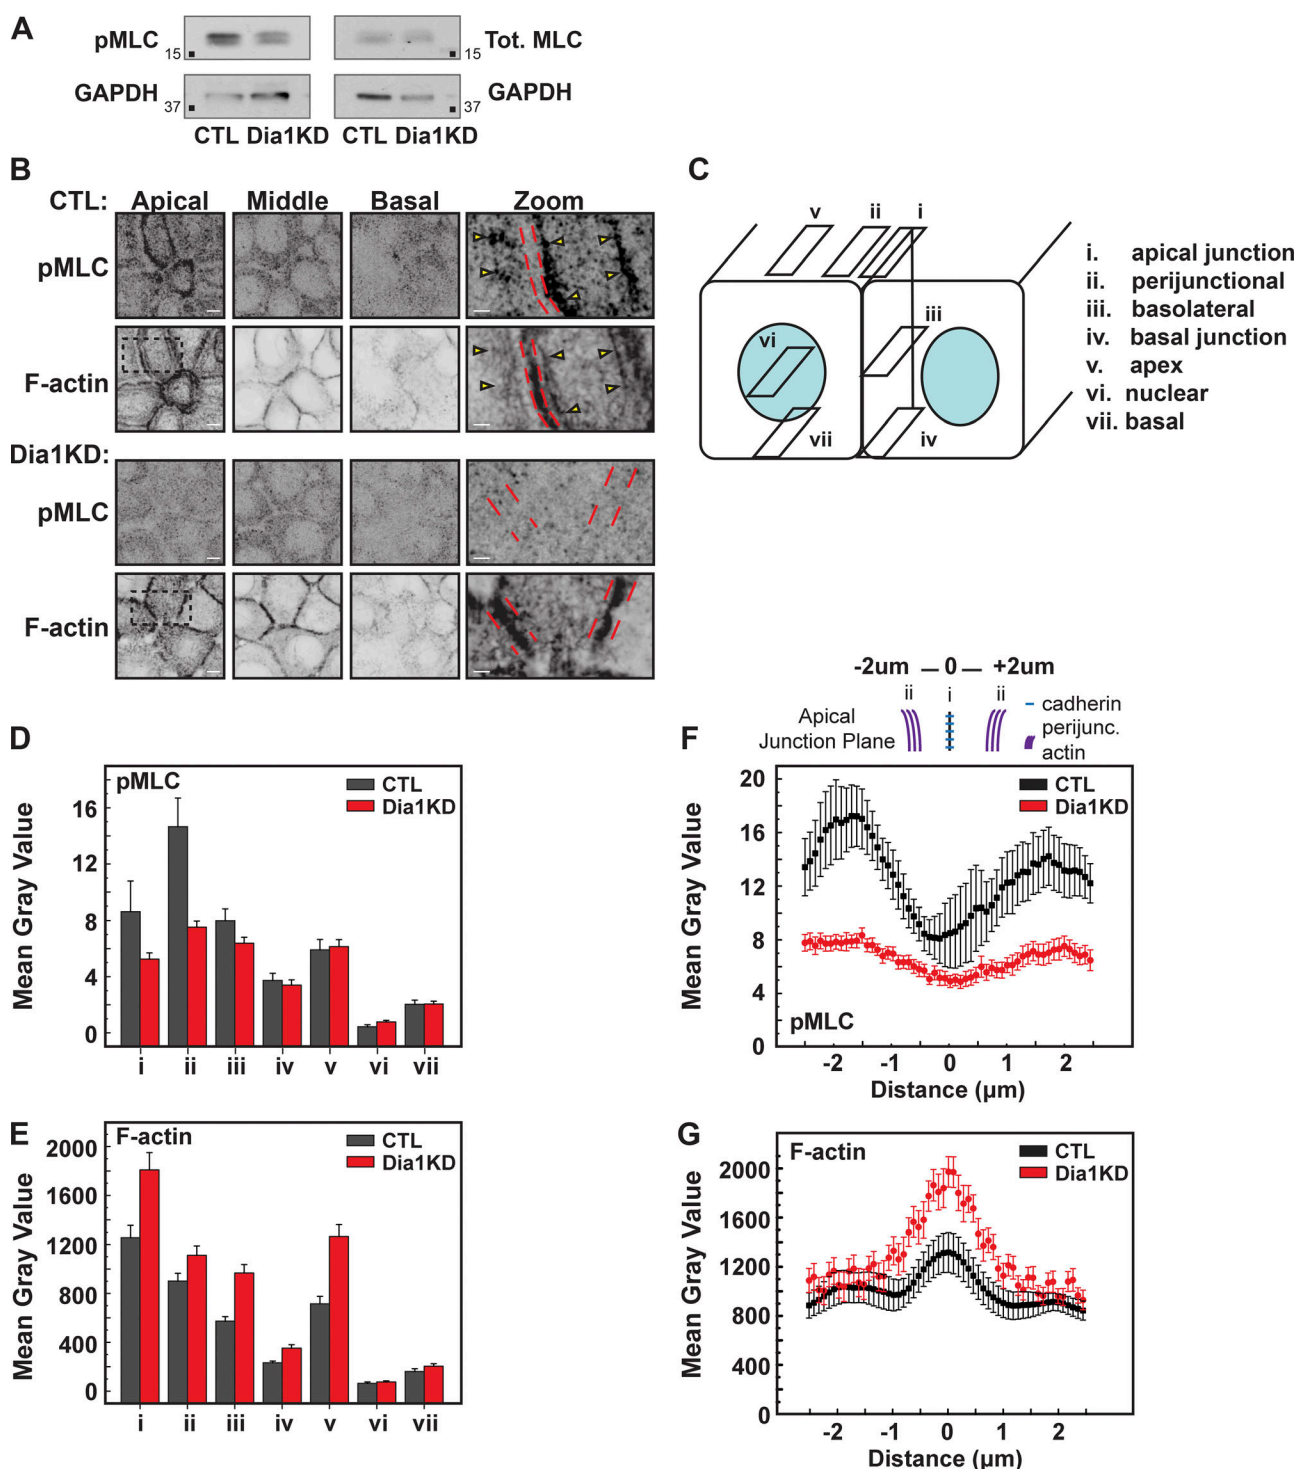 A
pMLC
15
15
Tot. MLC
GAPDH
37
37
GAPDH
CTL Dia1KD
CTL Dia1KD
B
CTL: Apical Middle Basal Zoom
pMLC
F-actin
Dia1KD:
pMLC
F-actin
C
v ii i
iii
vi
vii
iv
i. apical junction
ii. perijunctional
iii. basolateral
iv. basal junction
v. apex
vi. nuclear
vii. basal
D
pMLC
CTL
Dia1KD
Mean Gray Value
16
12
8
4
0
i ii iii iv v vi vii
E
F-actin
CTL
Dia1KD
Mean Gray Value
2000
1600
1200
800
400
0
i ii iii iv v vi vii
F
-2um — 0 — +2um
ii i ii
Apical
Junction Plane
cadherin
perijunc.
actin
CTL
Dia1KD
Mean Gray Value
20
16
12
8
4
0
pMLC
-2 -1 0 1 2
Distance (µm)
G
F-actin
CTL
Dia1KD
Mean Gray Value
2000
1600
1200
800
400
0
-2 -1 0 1 2
Distance (µm)